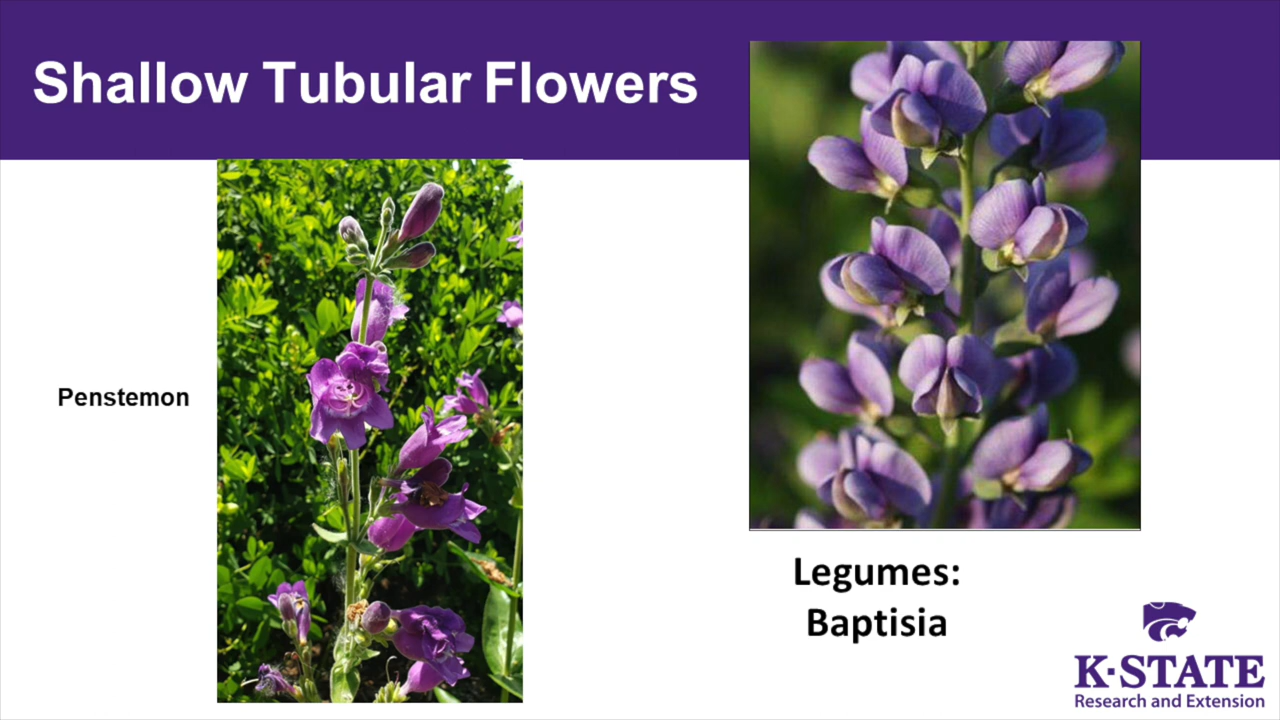 Shallow Tubular Flowers
Penstemon
Legumes:
Baptisia
K-STATE
Research and Extension